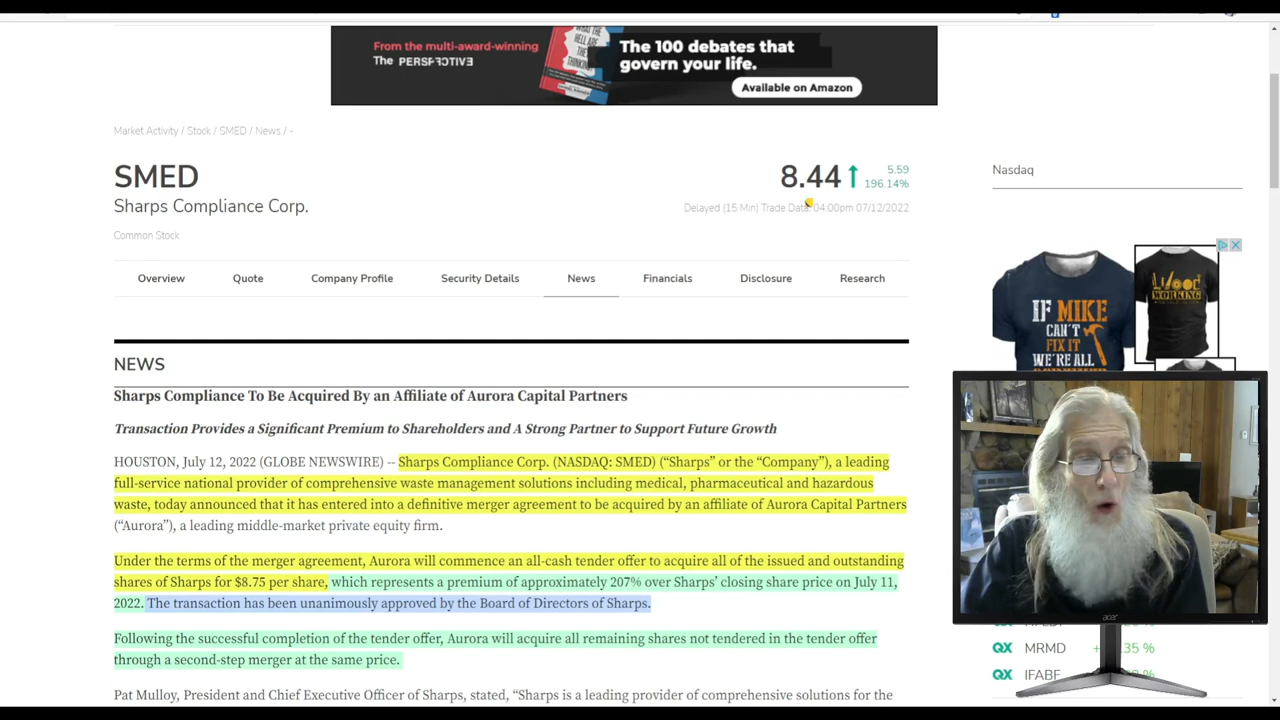 WHAT THE
HELL ARE
THEY
THINKING
From the multi-award-winning
The PERSPECTIVE
The 100 debates that
govern your life.
Available on Amazon
Market Activity / Stock / SMED / News / -
SMED
8.44
5.59
196.14%
Sharps Compliance Corp.
Delayed (15 Min) Trade Data: 04:00pm 07/12/2022
Common Stock
Nasdaq
Overview Quote Company Profile Security Details News Financials Disclosure Research
IF MIKE
CAN'T
FIX IT
WE'RE ALL
WOOD
WORKING
NEWS
Sharps Compliance To Be Acquired By an Affiliate of Aurora Capital Partners
Transaction Provides a Significant Premium to Shareholders and A Strong Partner to Support Future Growth
HOUSTON, July 12, 2022 (GLOBE NEWSWIRE) -- Sharps Compliance Corp. (NASDAQ: SMED) (“Sharps” or the “Company”), a leading
full-service national provider of comprehensive waste management solutions including medical, pharmaceutical and hazardous
waste, today announced that it has entered into a definitive merger agreement to be acquired by an affiliate of Aurora Capital Partners
(“Aurora”), a leading middle-market private equity firm.
Under the terms of the merger agreement, Aurora will commence an all-cash tender offer to acquire all of the issued and outstanding
shares of Sharps for $8.75 per share, which represents a premium of approximately 207% over Sharps’ closing share price on July 11,
2022. The transaction has been unanimously approved by the Board of Directors of Sharps.
Following the successful completion of the tender offer, Aurora will acquire all remaining shares not tendered in the tender offer
through a second-step merger at the same price.
Pat Mulloy, President and Chief Executive Officer of Sharps, stated, “Sharps is a leading provider of comprehensive solutions for the
acer
QX MRMD
QX IFABF